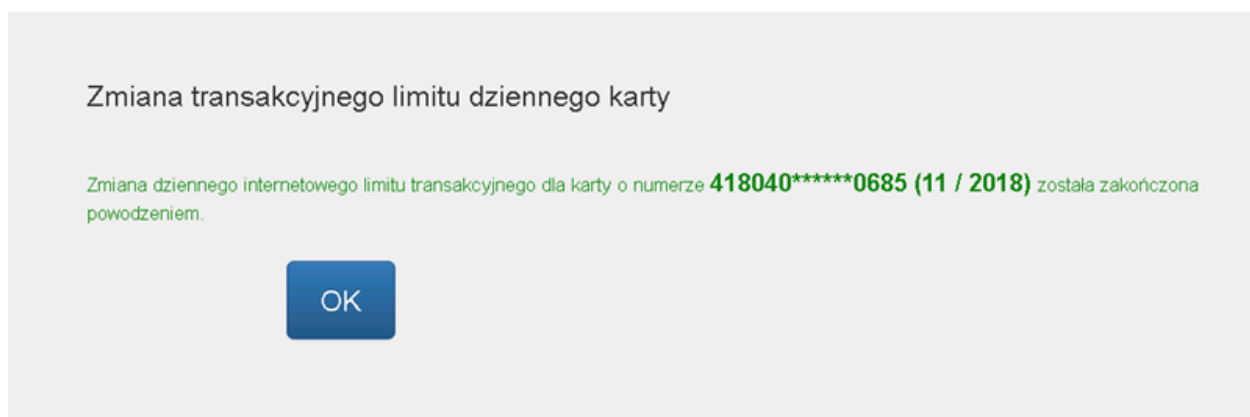 Zmiana transakcyjnego limitu dziennego karty
Zmiana dziennego internetowego limitu transakcyjnego dla karty o numerze 418040******0685 (11 / 2018) została zakończona
powodzeniem.
OK